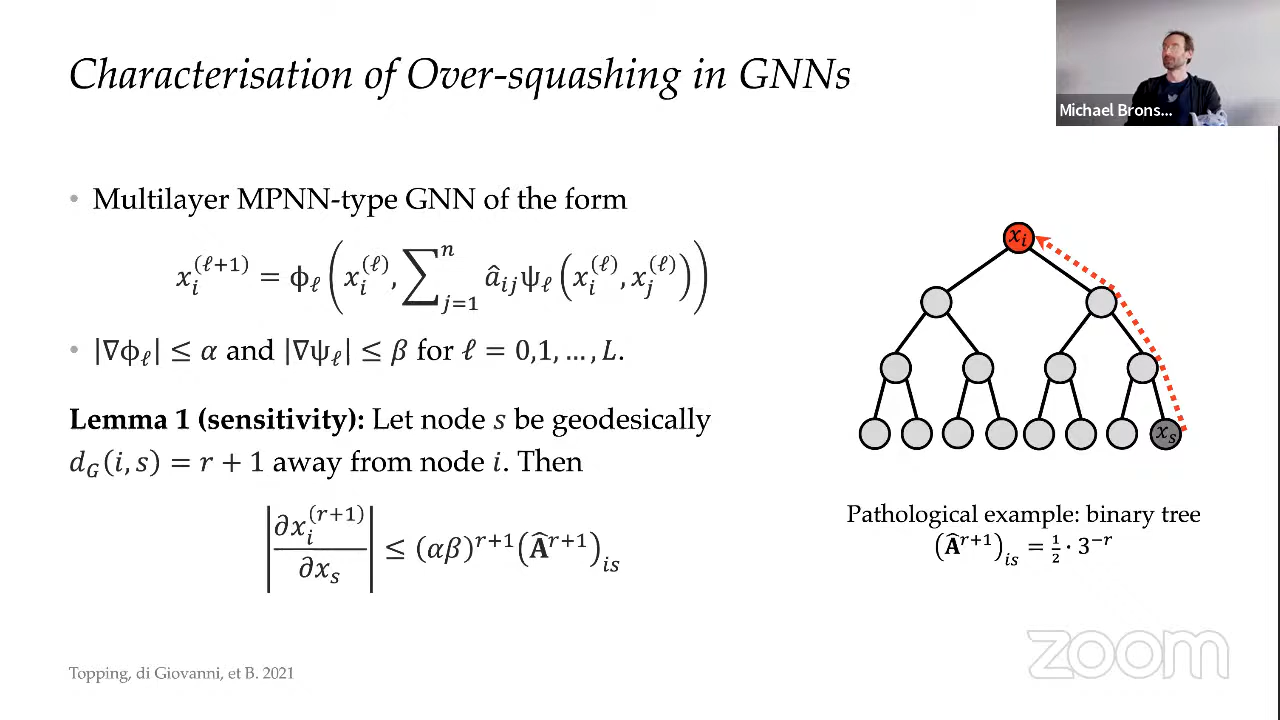 Characterisation of Over-squashing in GNNs
Michael Brons...
• Multilayer MPNN-type GNN of the form
x_i^(ℓ+1) = ϕ_ℓ ( x_i^(ℓ), ∑_{j=1}^n â_ij ψ_ℓ ( x_i^(ℓ), x_j^(ℓ) ) )
• |∇ϕ_ℓ| ≤ α and |∇ψ_ℓ| ≤ β for ℓ = 0,1, …, L.
Lemma 1 (sensitivity): Let node s be geodesically
d_G(i, s) = r + 1 away from node i. Then
|∂x_i^(r+1) / ∂x_s| ≤ (αβ)^{r+1} (Â^{r+1})_{is}
x_i
x_s
Pathological example: binary tree
(Â^{r+1})_{is} = 1/2 · 3^{−r}
Topping, di Giovanni, et B. 2021
zoom